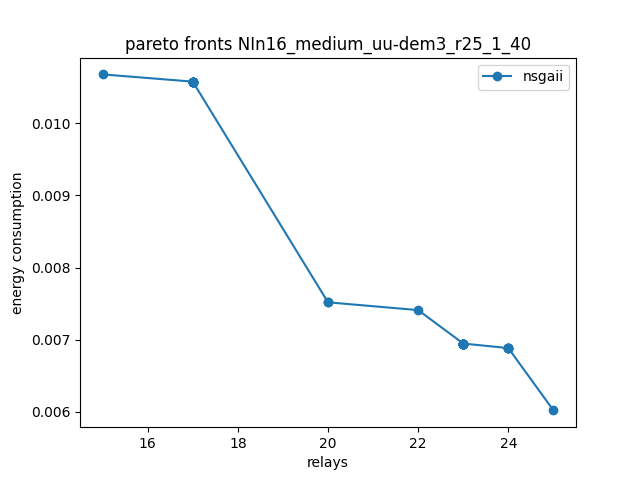 pareto fronts NIn16_medium_uu-dem3_r25_1_40
nsgaii
0.010
0.009
0.008
0.007
0.006
energy consumption
16 18 20 22 24
relays